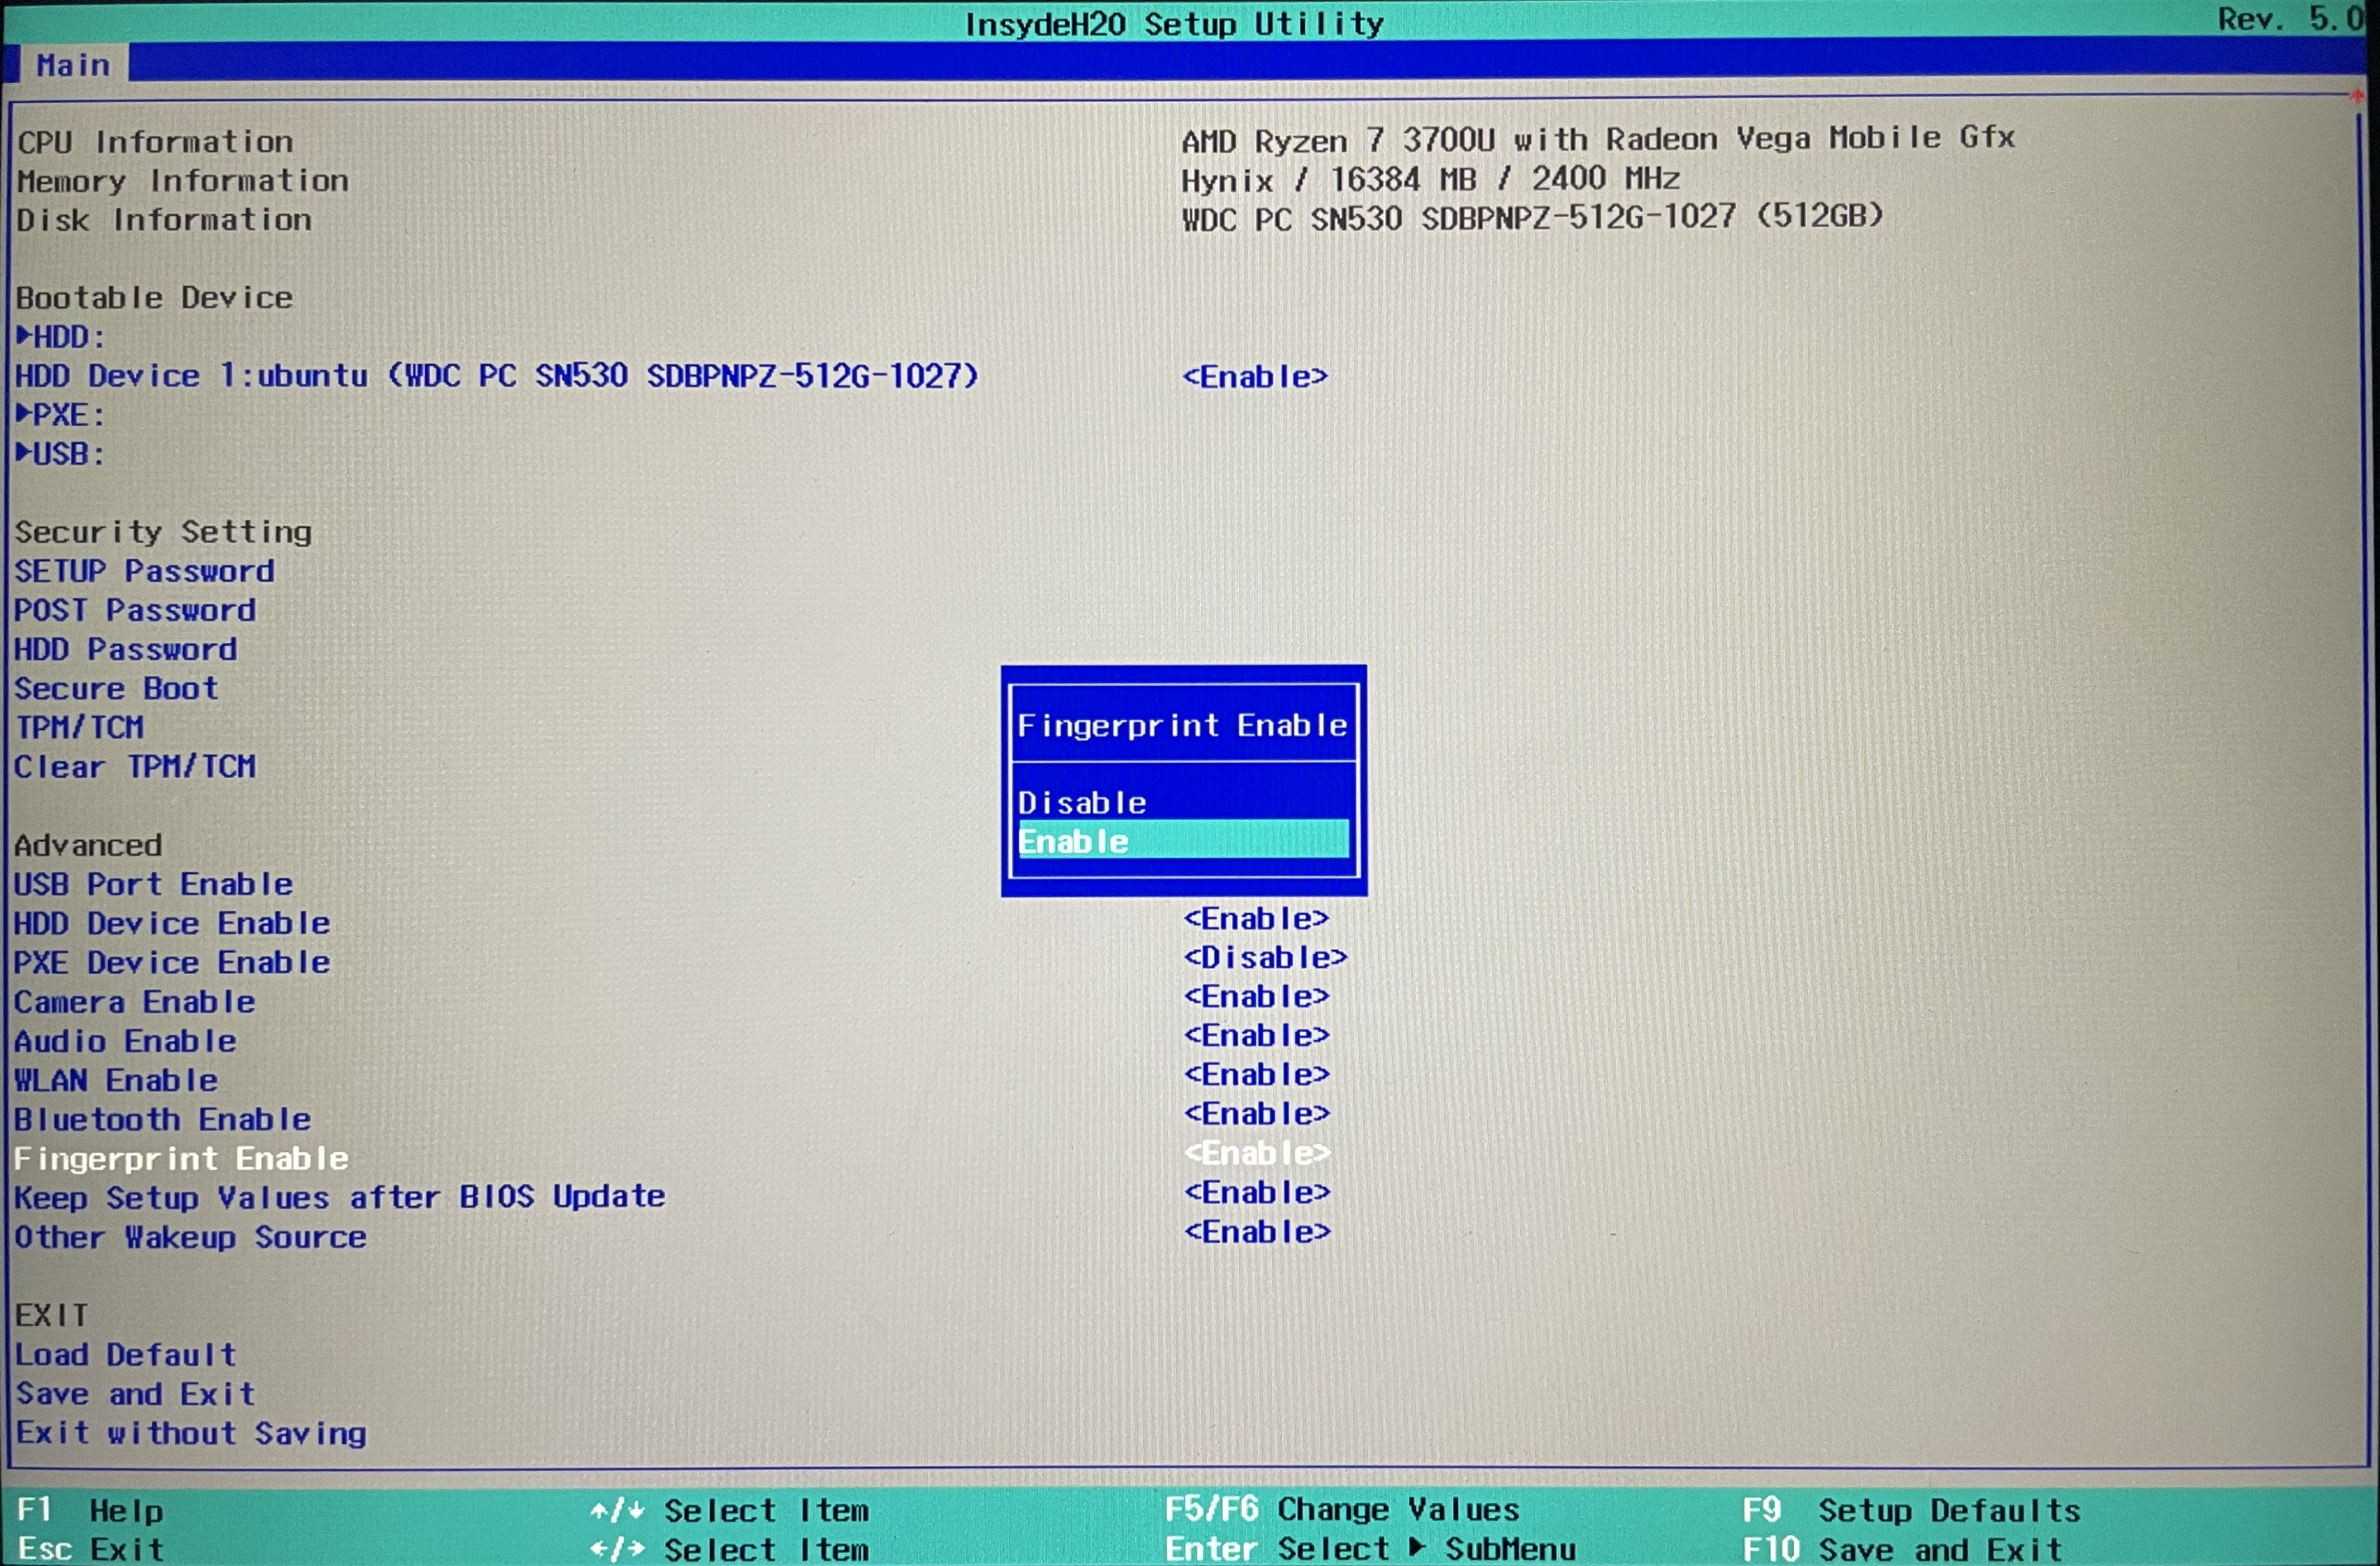 InsydeH20 Setup Utility
Rev. 5.0
Main
CPU Information
AMD Ryzen 7 3700U with Radeon Vega Mobile Gfx
Memory Information
Hynix / 16384 MB / 2400 MHz
Disk Information
WDC PC SN530 SDBPNPZ-512G-1027 (512GB)
Bootable Device
▶HDD:
HDD Device 1:ubuntu (WDC PC SN530 SDBPNPZ-512G-1027)
<Enable>
▶PXE:
▶USB:
Security Setting
SETUP Password
POST Password
HDD Password
Secure Boot
TPM/TCM
Clear TPM/TCM
Fingerprint Enable
Disable
Enable
Advanced
USB Port Enable
HDD Device Enable
<Enable>
PXE Device Enable
<Disable>
Camera Enable
<Enable>
Audio Enable
<Enable>
WLAN Enable
<Enable>
Bluetooth Enable
<Enable>
Fingerprint Enable
<Enable>
Keep Setup Values after BIOS Update
<Enable>
Other Wakeup Source
<Enable>
EXIT
Load Default
Save and Exit
Exit without Saving
F1 Help
↑/↓ Select Item
F5/F6 Change Values
F9 Setup Defaults
Esc Exit
←/→ Select Item
Enter Select ▶ SubMenu
F10 Save and Exit